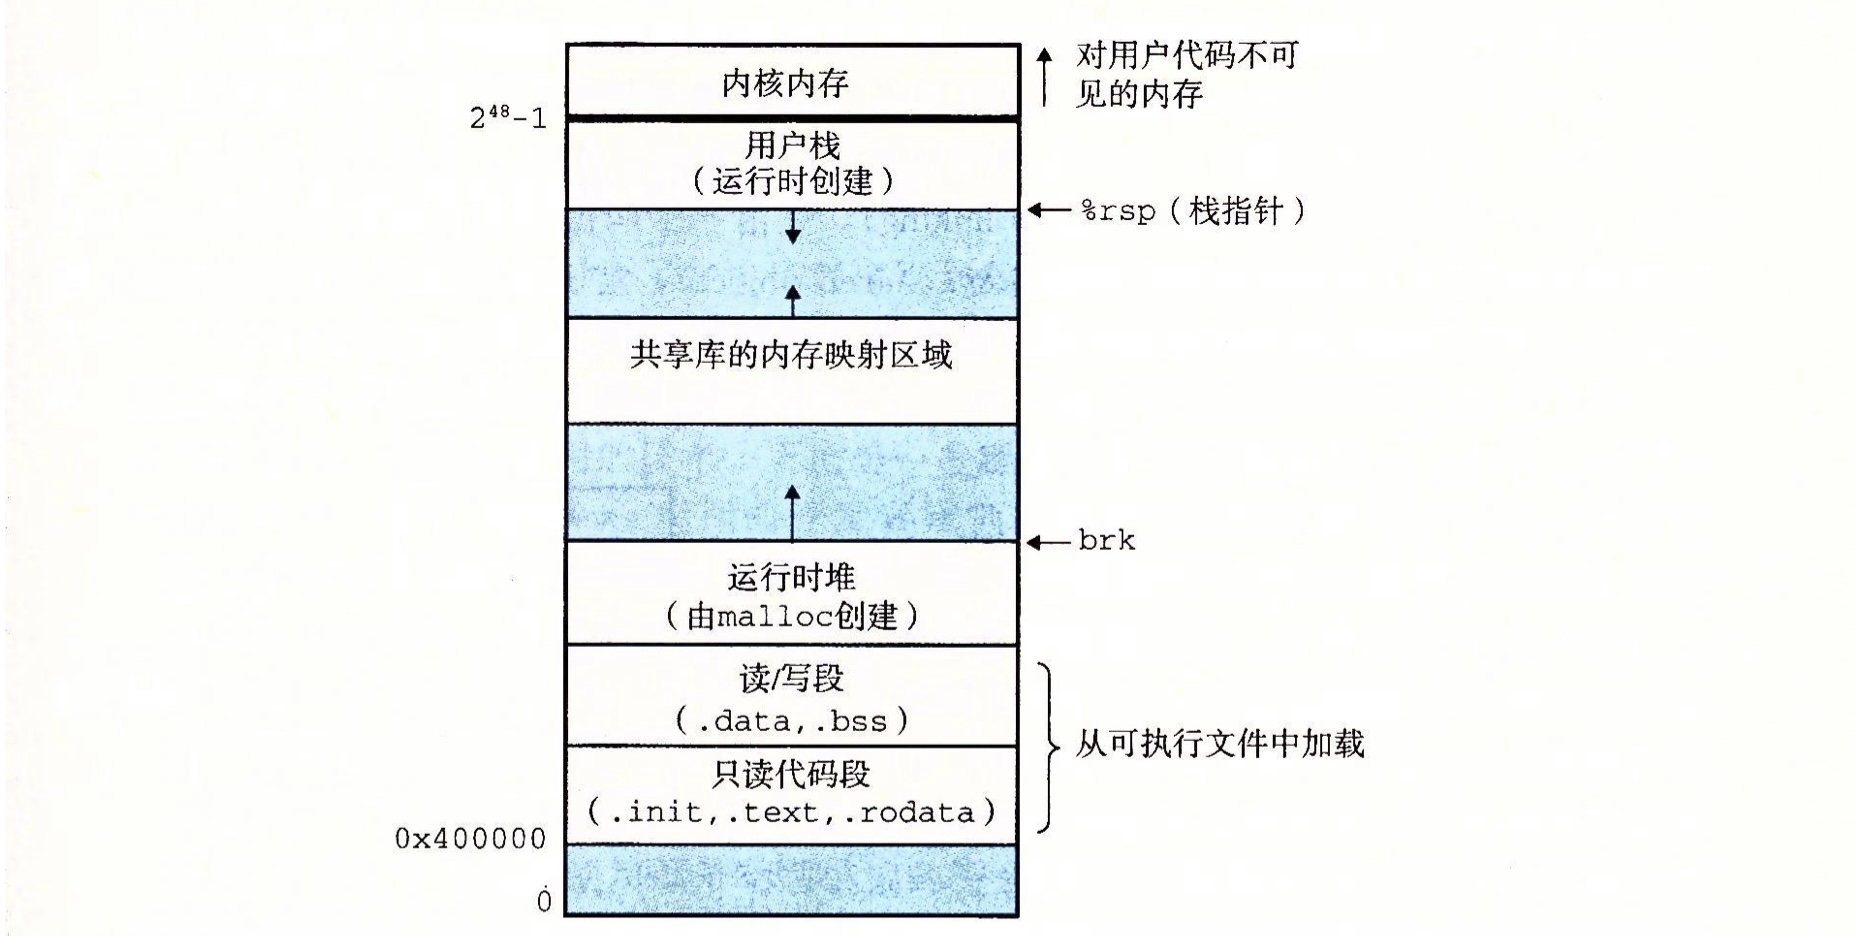 内核内存
对用户代码不可
见的内存
2⁴⁸-1
用户栈
（运行时创建）
%rsp（栈指针）
共享库的内存映射区域
brk
运行时堆
（由malloc创建）
读/写段
（.data,.bss）
从可执行文件中加载
只读代码段
（.init,.text,.rodata）
0x400000
0